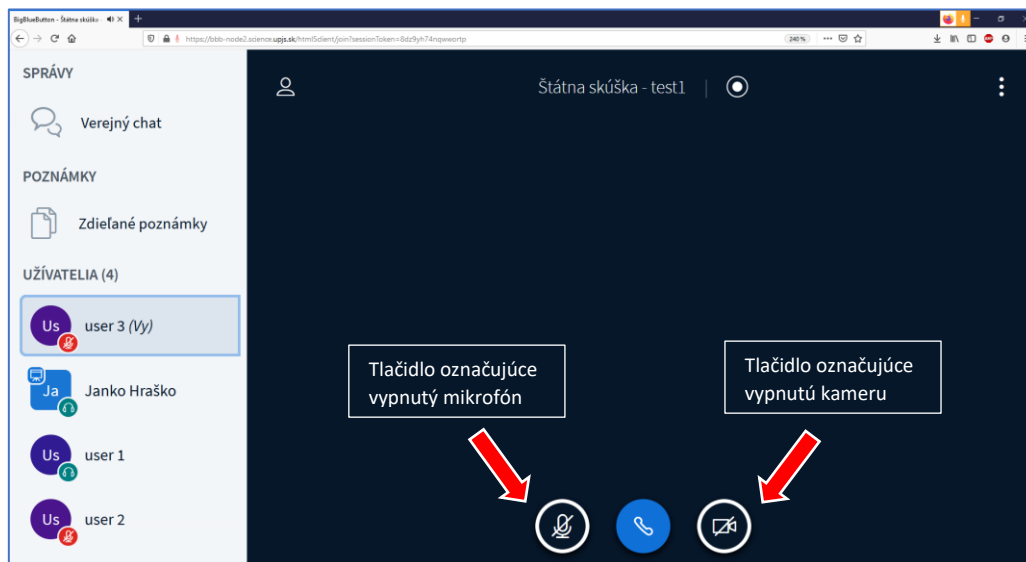 BigBlueButton - Štátna skúška -
https://bbb-node2.science.upjs.sk/html5client/join?sessionToken=8dz9yh74nqwwortp
240 %
SPRÁVY
Verejný chat
POZNÁMKY
Zdieľané poznámky
UŽÍVATELIA (4)
Us user 3 (Vy)
Ja Janko Hraško
Us user 1
Us user 2
Štátna skúška - test1
Tlačidlo označujúce
vypnutý mikrofón
Tlačidlo označujúce
vypnutú kameru